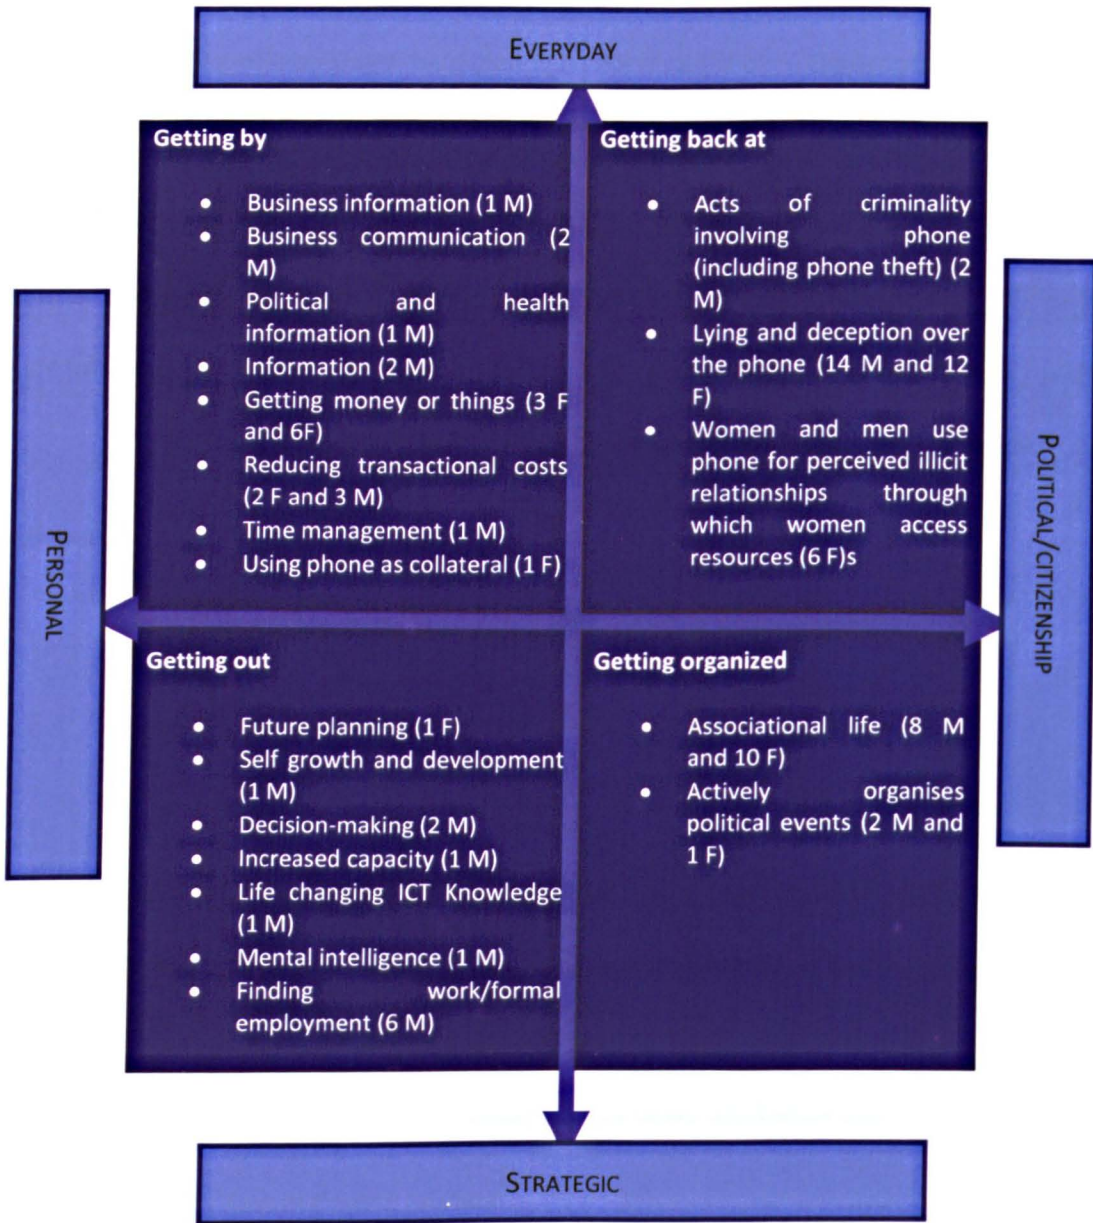 EVERYDAY
Getting by
• Business information (1 M)
• Business communication (2
M)
• Political and health
information (1 M)
• Information (2 M)
• Getting money or things (3 F
and 6F)
• Reducing transactional costs
(2 F and 3 M)
• Time management (1 M)
• Using phone as collateral (1 F)
Getting back at
• Acts of criminality
involving phone
(including phone theft) (2
M)
• Lying and deception over
the phone (14 M and 12
F)
• Women and men use
phone for perceived illicit
relationships through
which women access
resources (6 F)s
PERSONAL
POLITICAL/CITIZENSHIP
Getting out
• Future planning (1 F)
• Self growth and development
(1 M)
• Decision-making (2 M)
• Increased capacity (1 M)
• Life changing ICT Knowledge
(1 M)
• Mental intelligence (1 M)
• Finding work/formal
employment (6 M)
Getting organized
• Associational life (8 M
and 10 F)
• Actively organises
political events (2 M and
1 F)
STRATEGIC